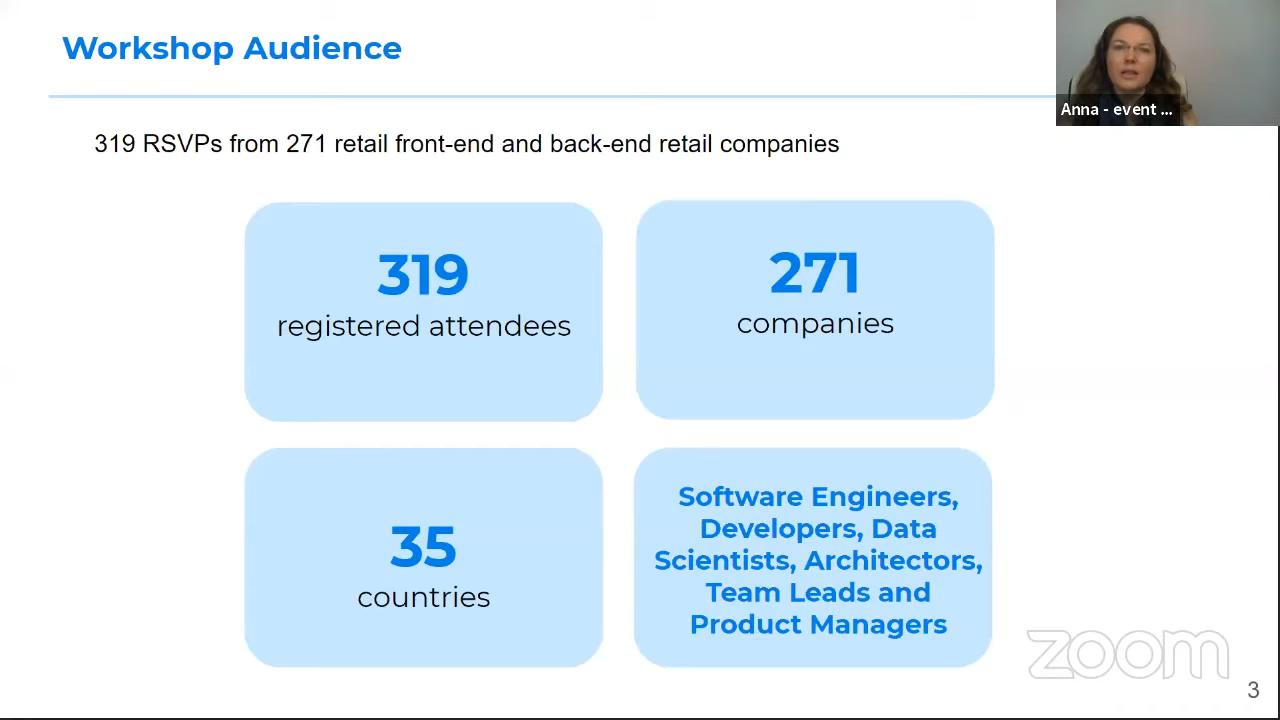 Workshop Audience
Anna - event ...
319 RSVPs from 271 retail front-end and back-end retail companies
319
registered attendees
271
companies
35
countries
Software Engineers,
Developers, Data
Scientists, Architectors,
Team Leads and
Product Managers
zoom
3